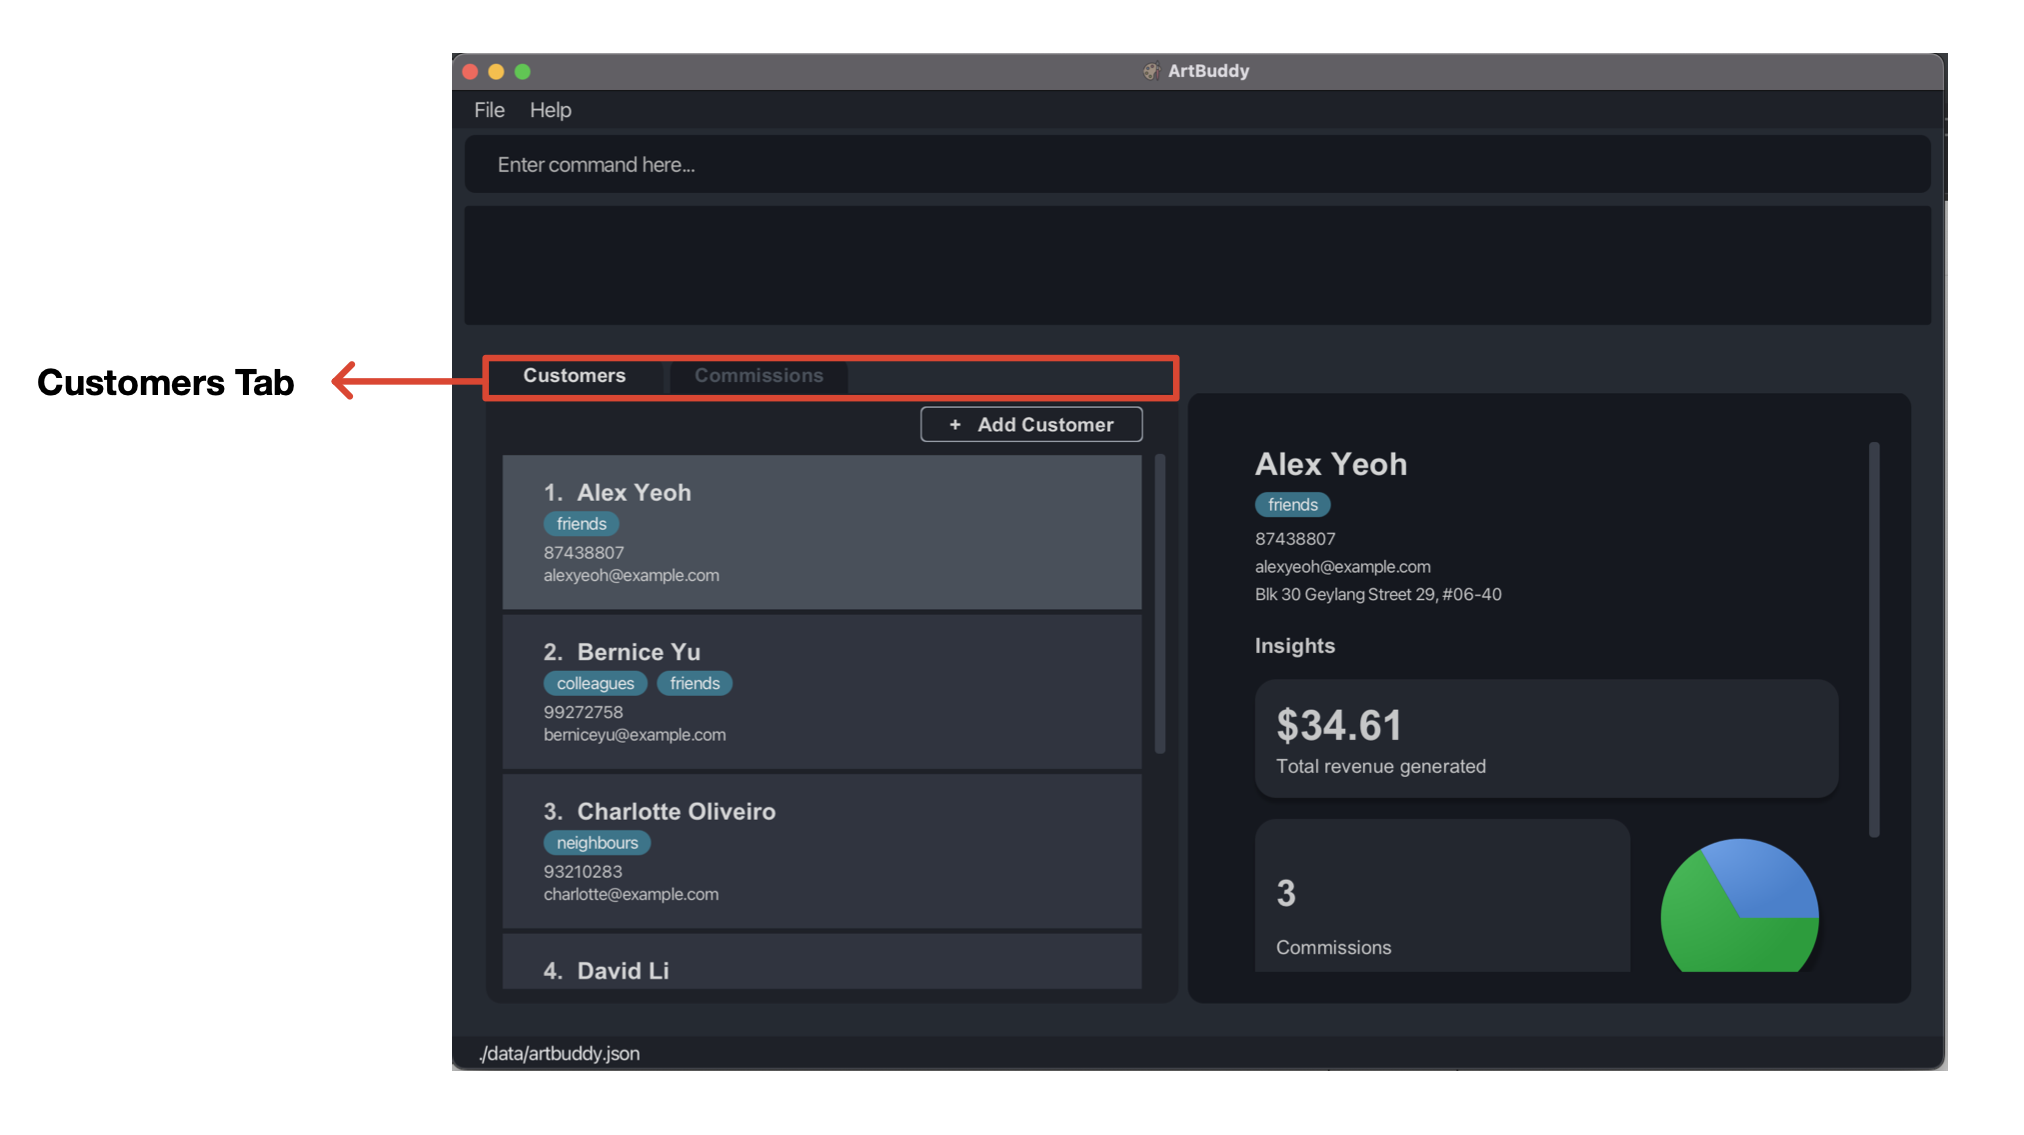 ArtBuddy
File Help
Enter command here...
Customers Tab
Customers Commissions
+ Add Customer
1. Alex Yeoh
friends
87438807
alexyeoh@example.com
2. Bernice Yu
colleagues friends
99272758
berniceyu@example.com
3. Charlotte Oliveiro
neighbours
93210283
charlotte@example.com
4. David Li
Alex Yeoh
friends
87438807
alexyeoh@example.com
Blk 30 Geylang Street 29, #06-40
Insights
$34.61
Total revenue generated
3
Commissions
./data/artbuddy.json